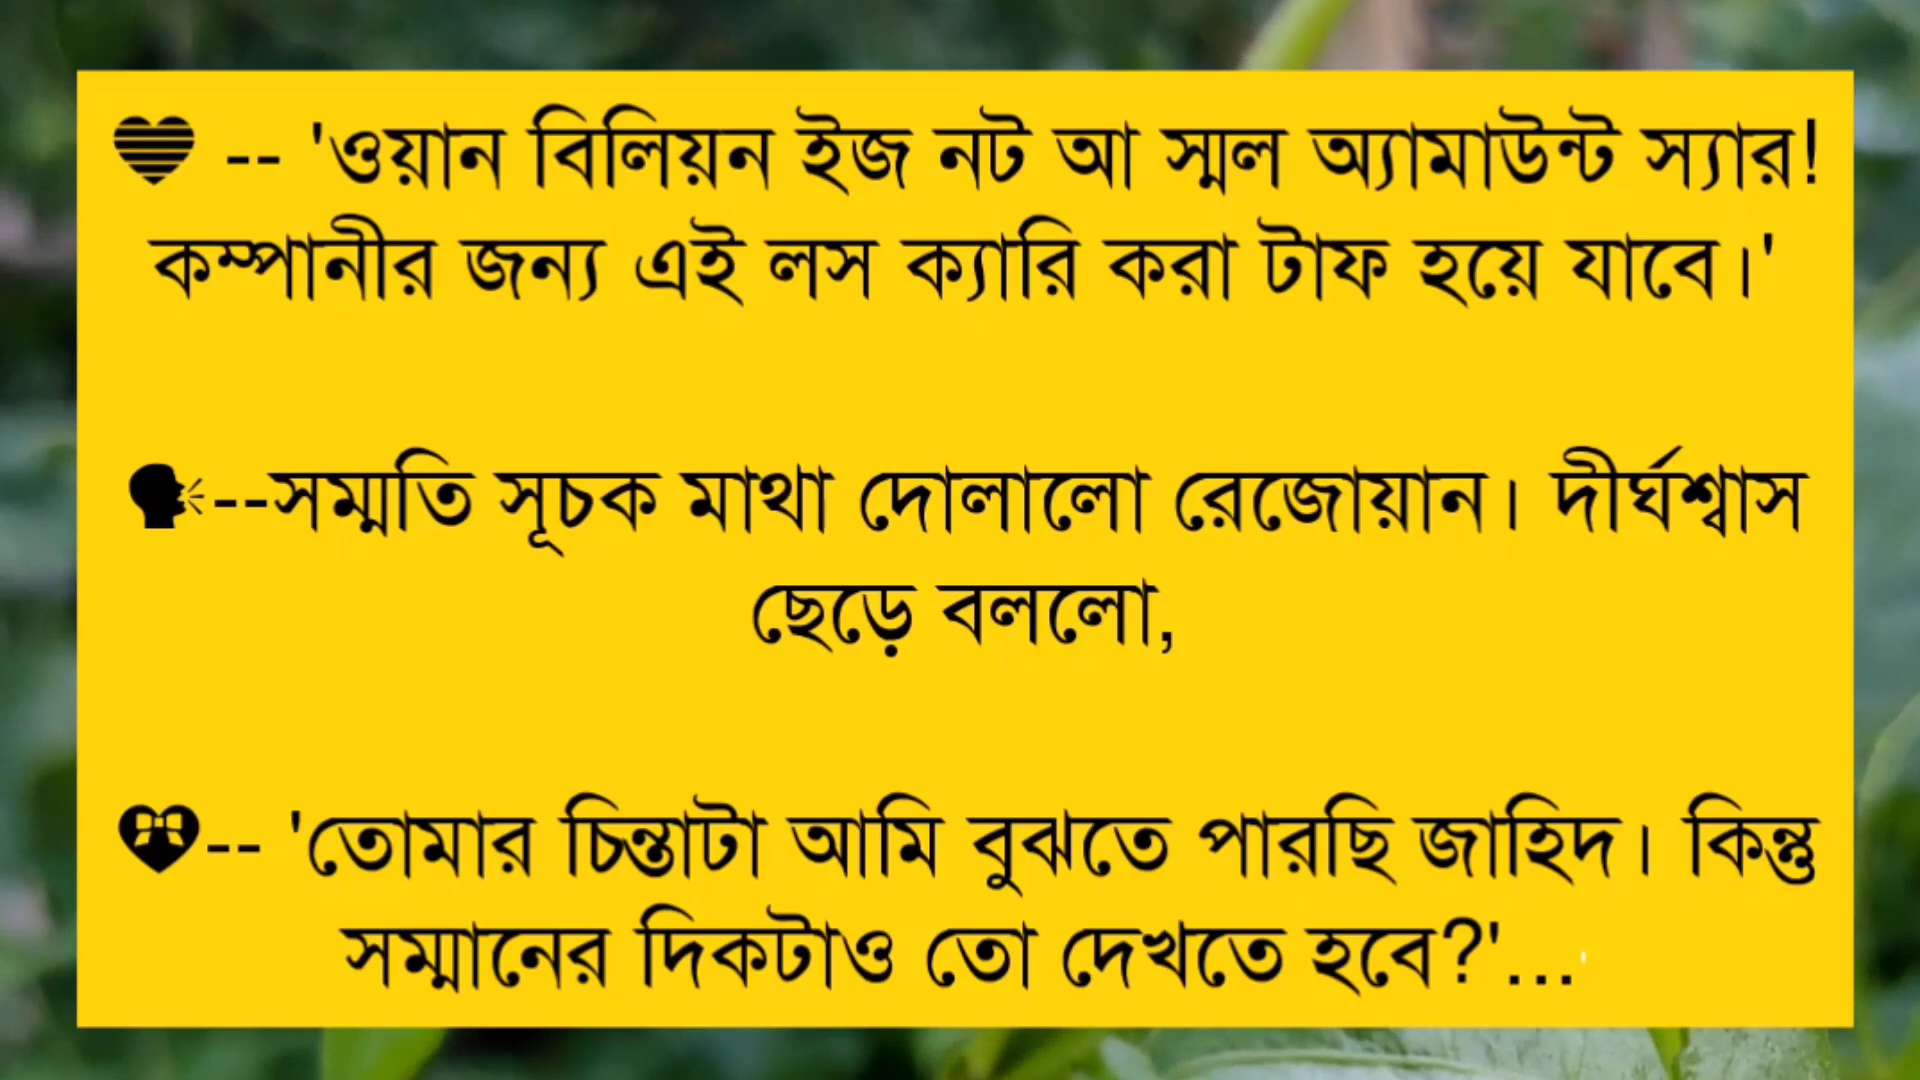 🎔 -- 'ওয়ান বিলিয়ন ইজ নট আ স্মল অ্যামাউন্ট স্যার!
কম্পানীর জন্য এই লস ক্যারি করা টাফ হয়ে যাবে।'
🗣--সম্মতি সূচক মাথা দোলালো রেজোয়ান। দীর্ঘশ্বাস
ছেড়ে বললো,
💝-- 'তোমার চিন্তাটা আমি বুঝতে পারছি জাহিদ। কিন্তু
সম্মানের দিকটাও তো দেখতে হবে?'...